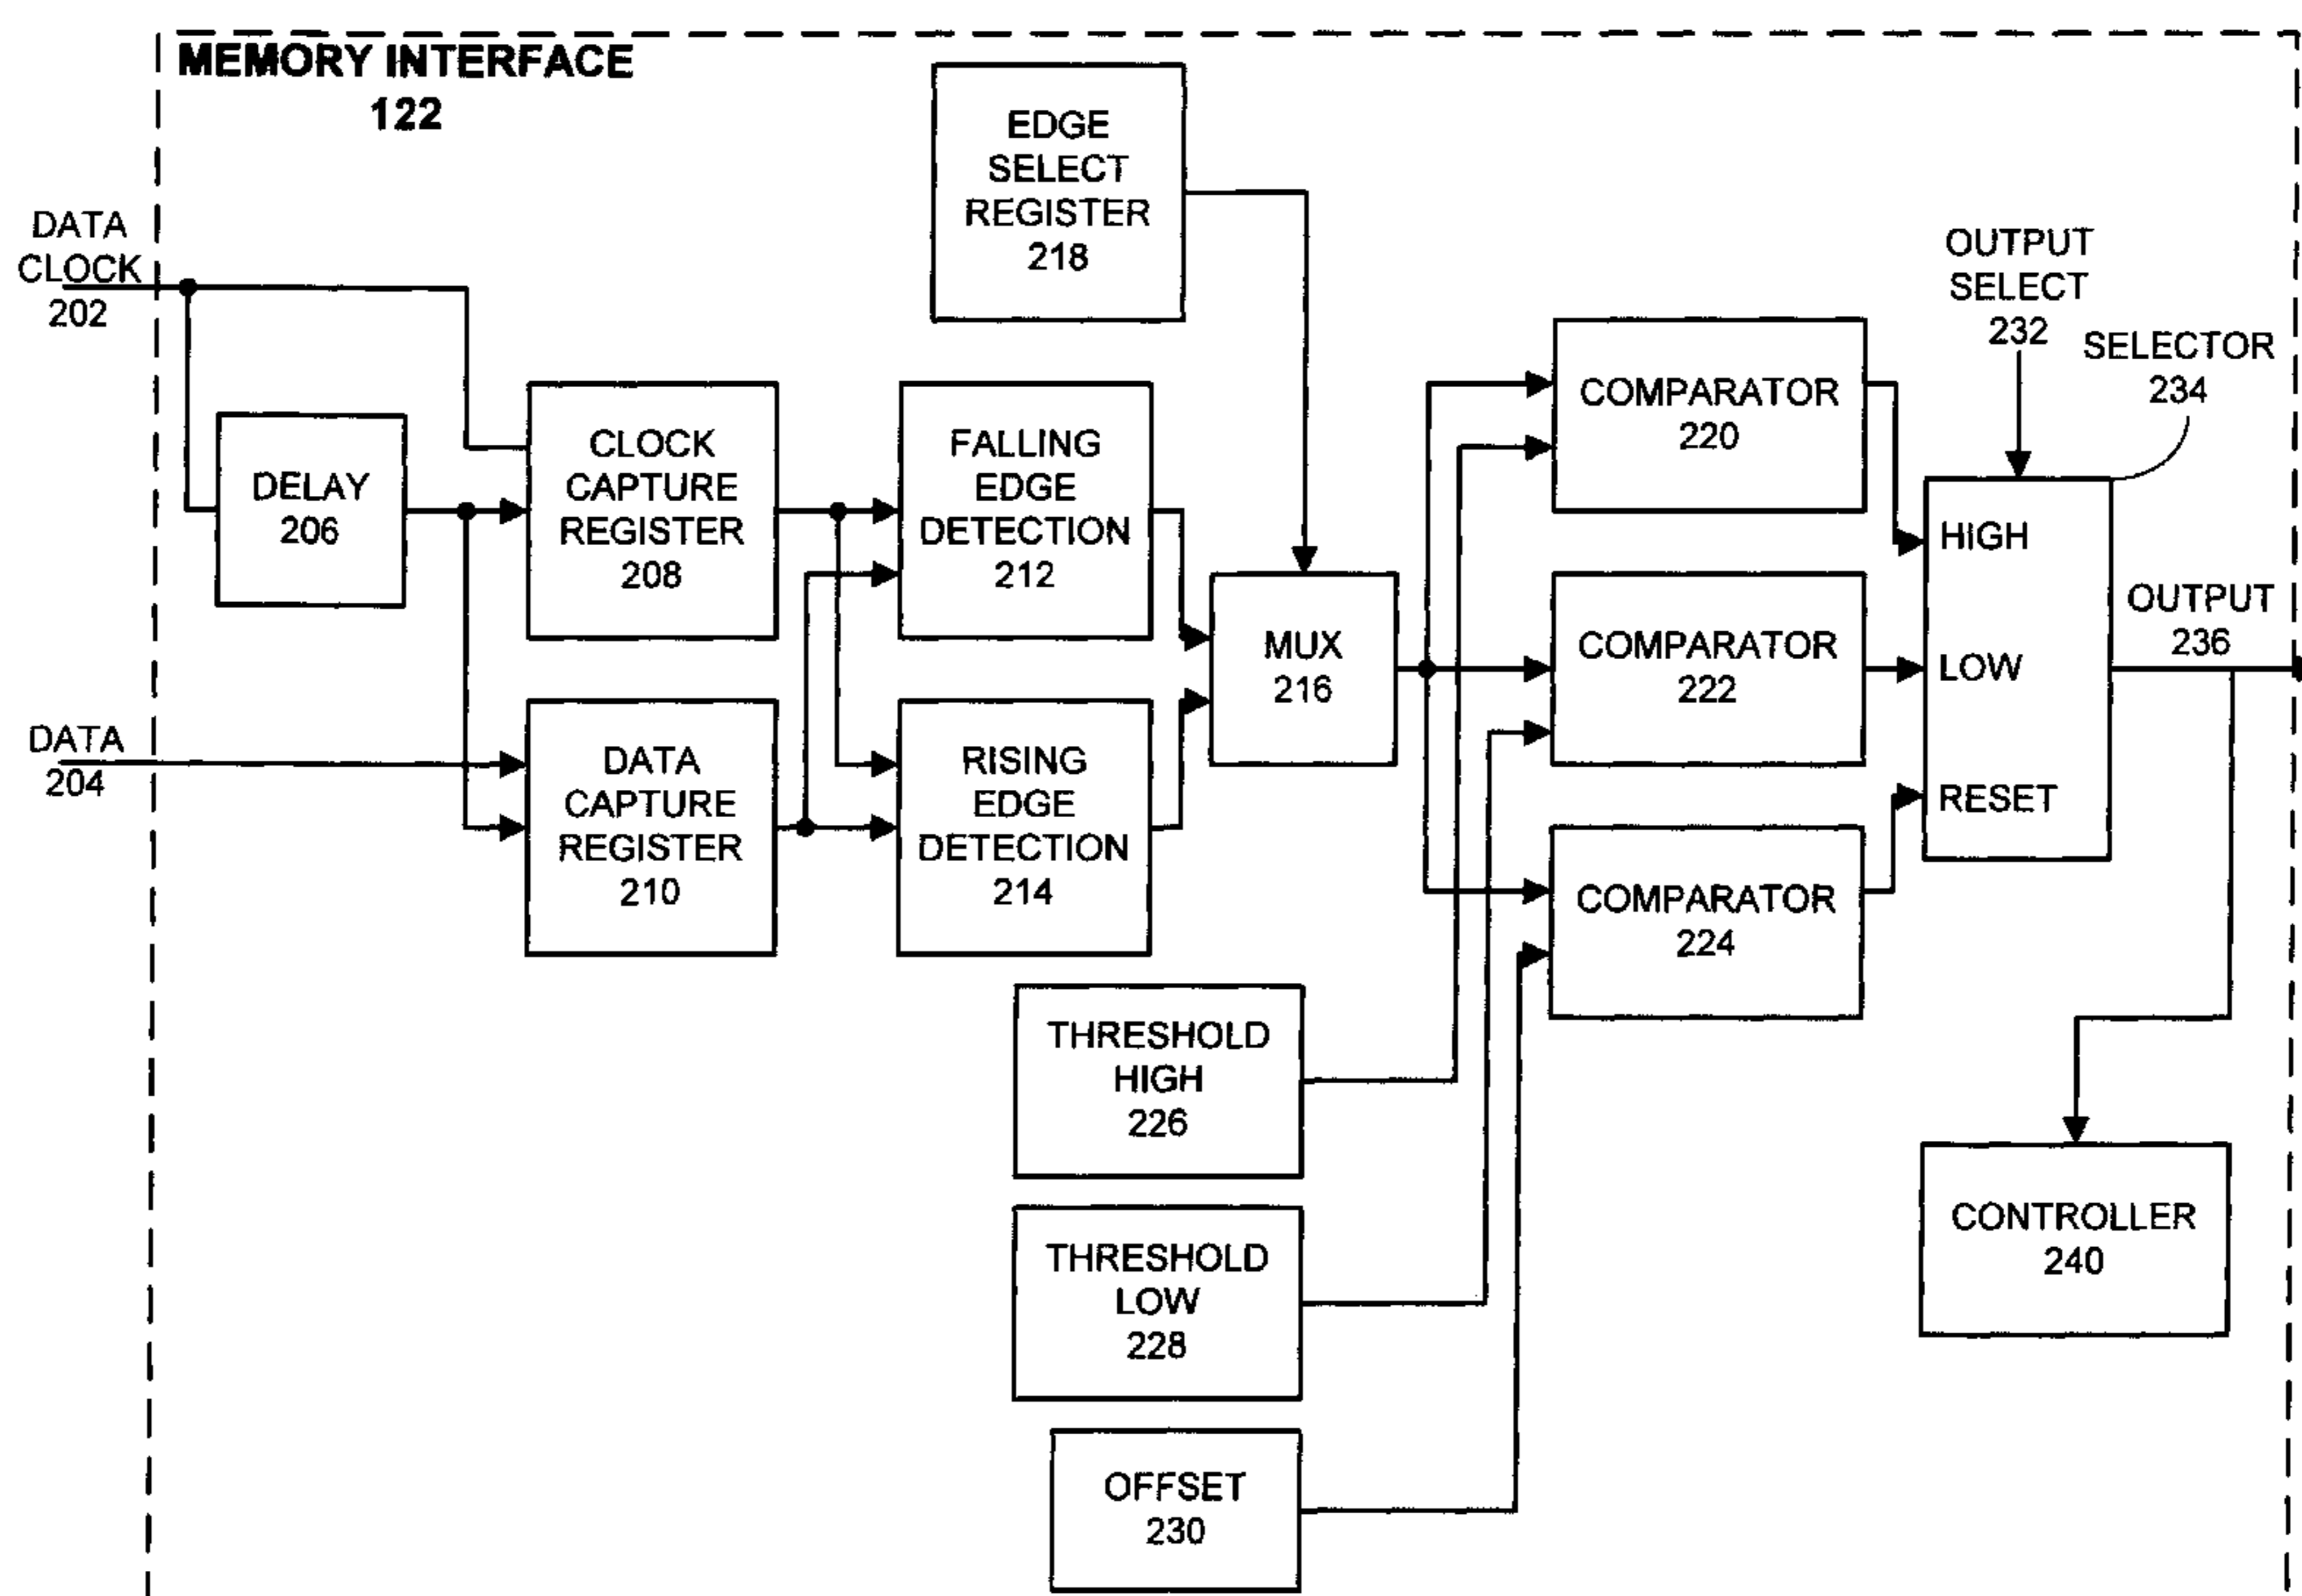 MEMORY INTERFACE
122
EDGE
SELECT
REGISTER
218
DATA
CLOCK
202
OUTPUT
SELECT
232
SELECTOR
234
DELAY
206
CLOCK
CAPTURE
REGISTER
208
FALLING
EDGE
DETECTION
212
COMPARATOR
220
HIGH
LOW
RESET
OUTPUT
236
MUX
216
COMPARATOR
222
DATA
204
DATA
CAPTURE
REGISTER
210
RISING
EDGE
DETECTION
214
COMPARATOR
224
THRESHOLD
HIGH
226
THRESHOLD
LOW
228
CONTROLLER
240
OFFSET
230